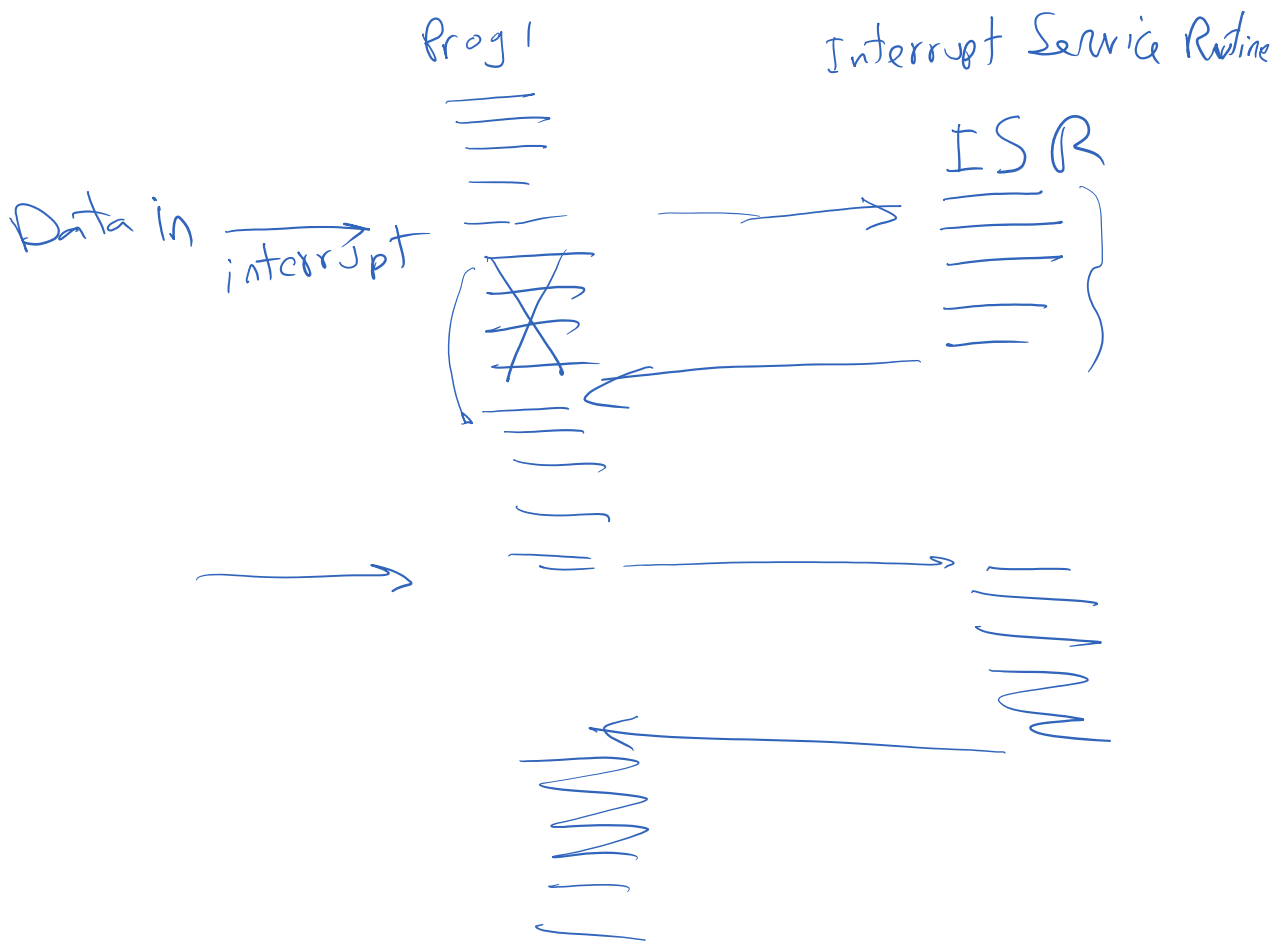 Prog 1
Interrupt Service Routine
ISR
Data in
interrupt